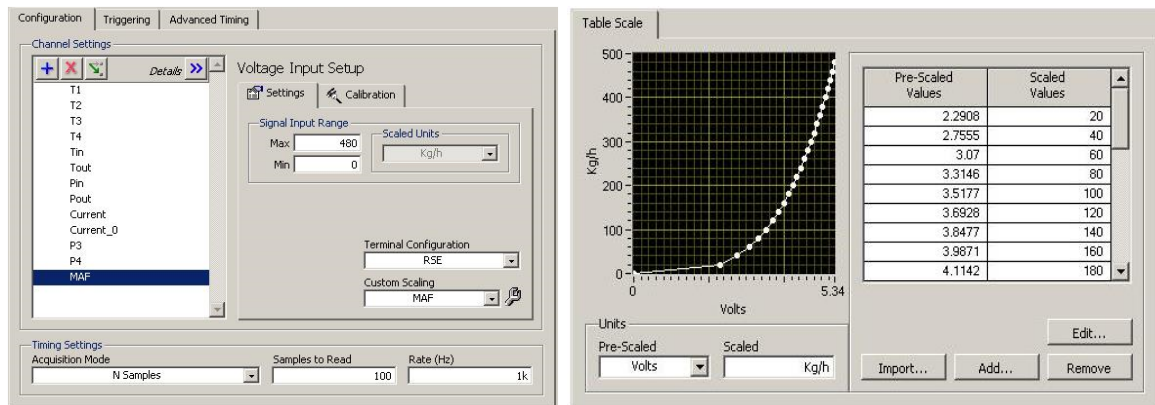 Configuration Triggering Advanced Timing
Channel Settings
Details
T1
T2
T3
T4
Tin
Tout
Pin
Pout
Current
Current_0
P3
P4
MAF
Voltage Input Setup
Settings Calibration
Signal Input Range
Max 480
Min 0
Scaled Units
Kg/h
Terminal Configuration
RSE
Custom Scaling
MAF
Timing Settings
Acquisition Mode Samples to Read Rate (Hz)
N Samples 100 1k
Table Scale
500
400
300
200
100
0
Kg/h
0 5.34
Volts
Pre-Scaled Values Scaled Values
2.2908 20
2.7555 40
3.07 60
3.3146 80
3.5177 100
3.6928 120
3.8477 140
3.9871 160
4.1142 180
Units
Pre-Scaled Scaled
Volts Kg/h
Edit...
Import... Add... Remove